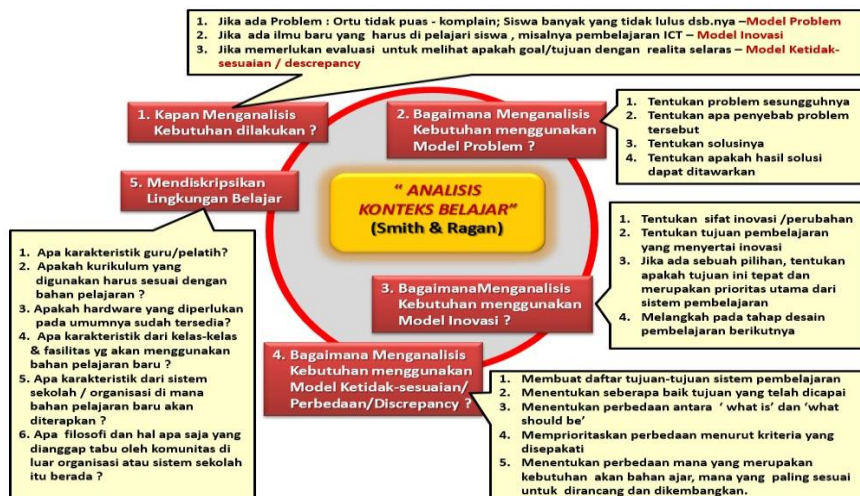 1. Jika ada Problem : Ortu tidak puas - komplain; Siswa banyak yang tidak lulus dsb.nya –Model Problem
2. Jika ada ilmu baru yang harus di pelajari siswa , misalnya pembelajaran ICT – Model Inovasi
3. Jika memerlukan evaluasi untuk melihat apakah goal/tujuan dengan realita selaras – Model Ketidak-
sesuaian / descrepancy
1. Kapan Menganalisis
Kebutuhan dilakukan ?
2. Bagaimana Menganalisis
Kebutuhan menggunakan
Model Problem ?
1. Tentukan problem sesungguhnya
2. Tentukan apa penyebab problem
tersebut
3. Tentukan solusinya
4. Tentukan apakah hasil solusi
dapat ditawarkan
5. Mendiskripsikan
Lingkungan Belajar
“ ANALISIS
KONTEKS BELAJAR”
(Smith & Ragan)
1. Apa karakteristik guru/pelatih?
2. Apakah kurikulum yang
digunakan harus sesuai dengan
bahan pelajaran ?
3. Apakah hardware yang diperlukan
pada umumnya sudah tersedia?
4. Apa karakteristik dari kelas-kelas
& fasilitas yg akan menggunakan
bahan pelajaran baru ?
5. Apa karakteristik dari sistem
sekolah / organisasi di mana
bahan pelajaran baru akan
diterapkan ?
6. Apa filosofi dan hal apa saja yang
dianggap tabu oleh komunitas di
luar organisasi atau sistem sekolah
itu berada ?
3. BagaimanaMenganalisis
Kebutuhan menggunakan
Model Inovasi ?
1. Tentukan sifat inovasi /perubahan
2. Tentukan tujuan pembelajaran
yang menyertai inovasi
3. Jika ada sebuah pilihan, tentukan
apakah tujuan ini tepat dan
merupakan prioritas utama dari
sistem pembelajaran
4. Melangkah pada tahap desain
pembelajaran berikutnya
4. Bagaimana Menganalisis
Kebutuhan menggunakan
Model Ketidak-sesuaian/
Perbedaan/Discrepancy ?
1. Membuat daftar tujuan-tujuan sistem pembelajaran
2. Menentukan seberapa baik tujuan yang telah dicapai
3. Menentukan perbedaan antara ‘ what is’ dan ‘what
should be’
4. Memprioritaskan perbedaan menurut kriteria yang
disepakati
5. Menentukan perbedaan mana yang merupakan
kebutuhan akan bahan ajar, mana yang paling sesuai
untuk dirancang dan dikembangkan.